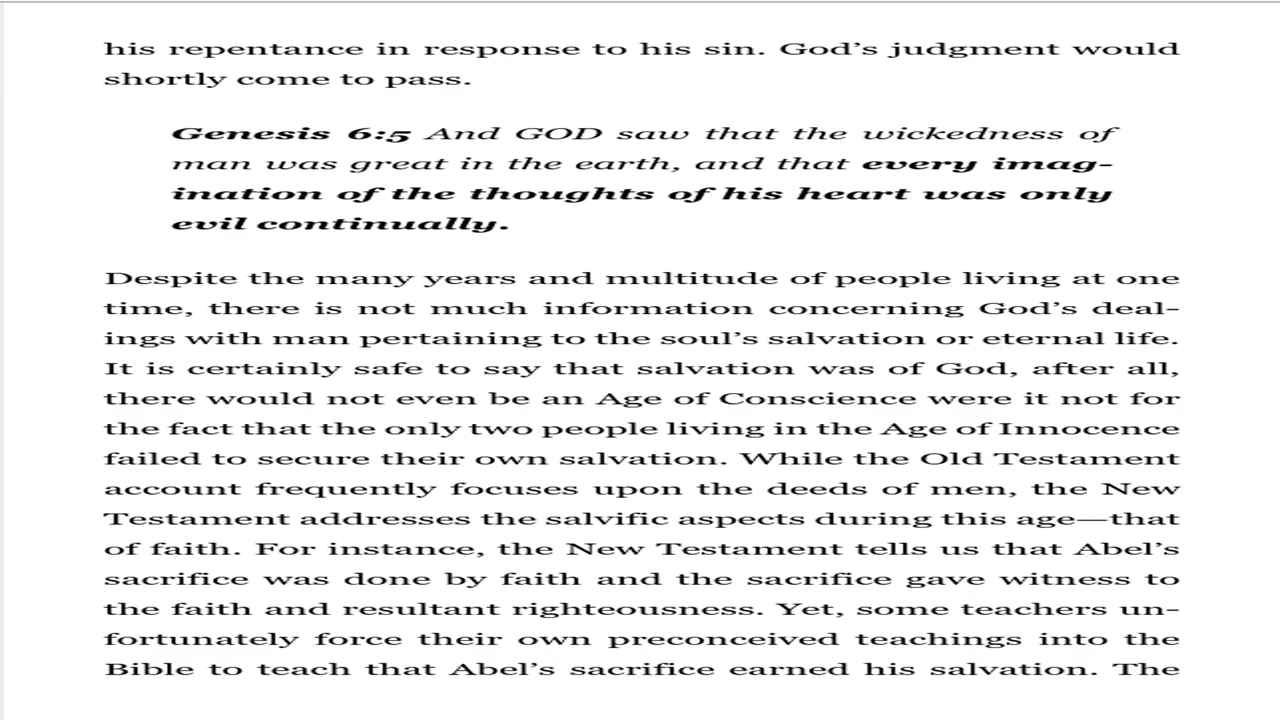 his repentance in response to his sin. God’s judgment would
shortly come to pass.
Genesis 6:5 And GOD saw that the wickedness of
man was great in the earth, and that every imag-
ination of the thoughts of his heart was only
evil continually.
Despite the many years and multitude of people living at one
time, there is not much information concerning God’s deal-
ings with man pertaining to the soul’s salvation or eternal life.
It is certainly safe to say that salvation was of God, after all,
there would not even be an Age of Conscience were it not for
the fact that the only two people living in the Age of Innocence
failed to secure their own salvation. While the Old Testament
account frequently focuses upon the deeds of men, the New
Testament addresses the salvific aspects during this age—that
of faith. For instance, the New Testament tells us that Abel’s
sacrifice was done by faith and the sacrifice gave witness to
the faith and resultant righteousness. Yet, some teachers un-
fortunately force their own preconceived teachings into the
Bible to teach that Abel’s sacrifice earned his salvation. The